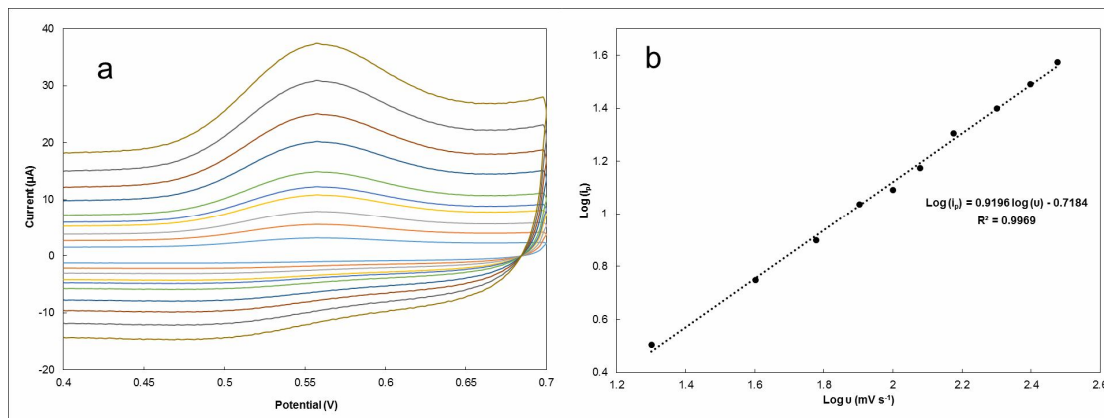 a
40
30
20
10
0
-10
-20
0.4 0.45 0.5 0.55 0.6 0.65 0.7
Current (µA)
Potential (V)
b
1.6
1.4
1.2
1
0.8
0.6
0.4
1.2 1.4 1.6 1.8 2 2.2 2.4 2.6
Log (iₚ)
Log υ (mV s⁻¹)
Log (iₚ) = 0.9196 log(υ) - 0.7184
R² = 0.9969